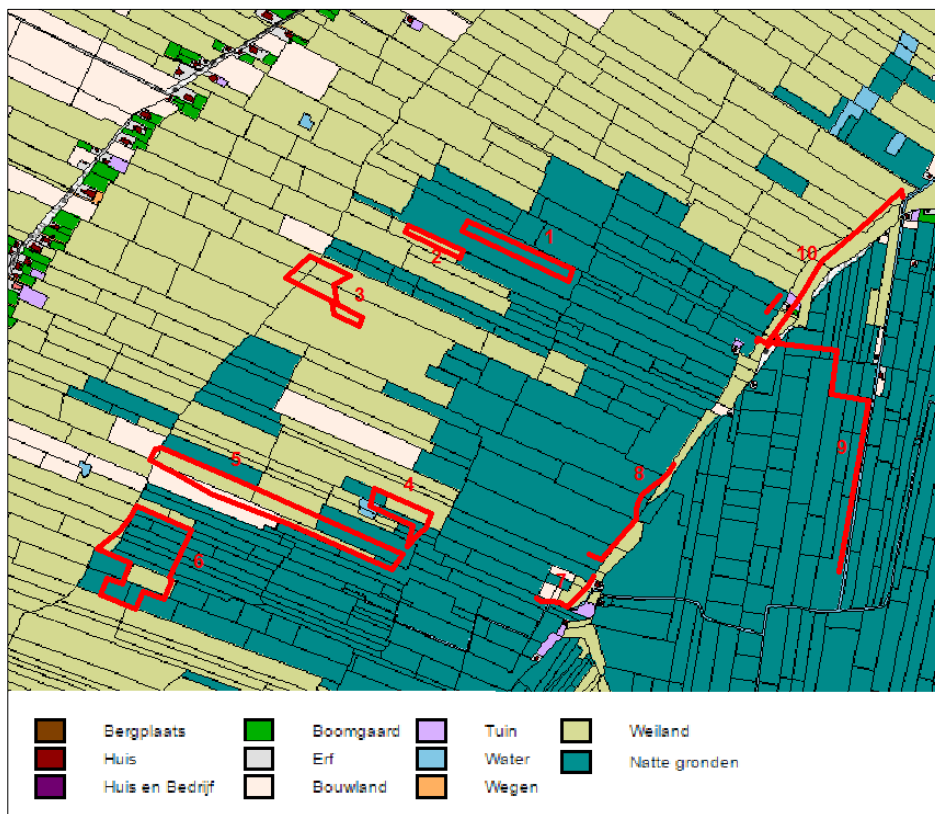 1
2
3
4
5
6
7
8
9
10
Bergplaats
Huis
Huis en Bedrijf
Boomgaard
Erf
Bouwland
Tuin
Water
Wegen
Weiland
Natte gronden